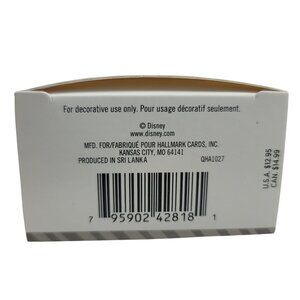 For decorative use only. Pour usage décoratif seulement.
© Disney
www.disney.com
MFD. FOR/FABRIQUÉ POUR HALLMARK CARDS, INC.
KANSAS CITY, MO 64141
PRODUCED IN SRI LANKA QHA1027
U.S.A. $12.95
CAN. $14.99
7 95902 42818 1